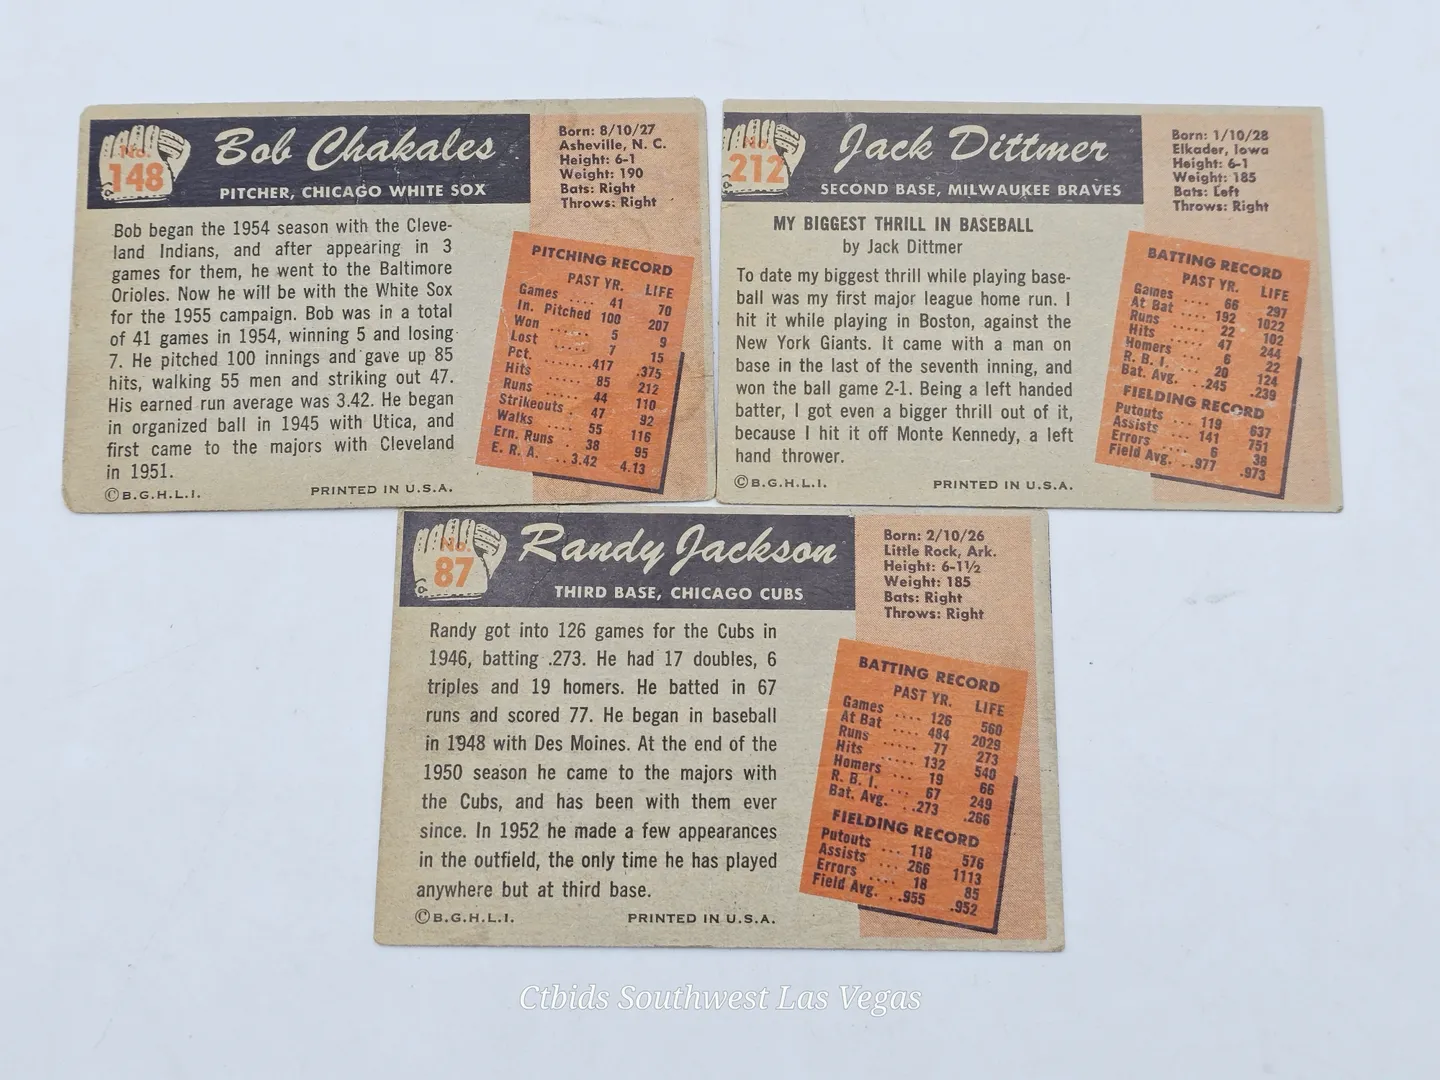 No.
148
Bob Chakales
PITCHER, CHICAGO WHITE SOX
Born: 8/10/27
Asheville, N. C.
Height: 6-1
Weight: 190
Bats: Right
Throws: Right
Bob began the 1954 season with the Cleve-
land Indians, and after appearing in 3
games for them, he went to the Baltimore
Orioles. Now he will be with the White Sox
for the 1955 campaign. Bob was in a total
of 41 games in 1954, winning 5 and losing
7. He pitched 100 innings and gave up 85
hits, walking 55 men and striking out 47.
His earned run average was 3.42. He began
in organized ball in 1945 with Utica, and
first came to the majors with Cleveland
in 1951.
©B.G.H.L.I. PRINTED IN U.S.A.
PITCHING RECORD
PAST YR. LIFE
Games .... 41 70
In. Pitched 100 207
Won ...... 5 9
Lost ..... 7 15
Pct. ..... .417 .375
Hits ..... 85 212
Runs ..... 44 110
Strikeouts . 47 92
Walks .... 55 116
Ern. Runs . 38 95
E. R. A. ... 3.42 4.13
No.
212
Jack Dittmer
SECOND BASE, MILWAUKEE BRAVES
Born: 1/10/28
Elkader, Iowa
Height: 6-1
Weight: 185
Bats: Left
Throws: Right
MY BIGGEST THRILL IN BASEBALL
by Jack Dittmer
To date my biggest thrill while playing base-
ball was my first major league home run. I
hit it while playing in Boston, against the
New York Giants. It came with a man on
base in the last of the seventh inning, and
won the ball game 2-1. Being a left handed
batter, I got even a bigger thrill out of it,
because I hit it off Monte Kennedy, a left
hand thrower.
©B.G.H.L.I. PRINTED IN U.S.A.
BATTING RECORD
PAST YR. LIFE
Games .... 66 297
At Bat .... 192 1022
Runs ..... 22 102
Hits ..... 47 244
Homers ... 6 22
R. B. I. ... 20 124
Bat. Avg. .. .245 .239
FIELDING RECORD
Putouts ... 119 637
Assists ... 141 751
Errors .... 6 38
Field Avg. . .977 .973
No.
87
Randy Jackson
THIRD BASE, CHICAGO CUBS
Born: 2/10/26
Little Rock, Ark.
Height: 6-1½
Weight: 185
Bats: Right
Throws: Right
Randy got into 126 games for the Cubs in
1946, batting .273. He had 17 doubles, 6
triples and 19 homers. He batted in 67
runs and scored 77. He began in baseball
in 1948 with Des Moines. At the end of the
1950 season he came to the majors with
the Cubs, and has been with them ever
since. In 1952 he made a few appearances
in the outfield, the only time he has played
anywhere but at third base.
©B.G.H.L.I. PRINTED IN U.S.A.
BATTING RECORD
PAST YR. LIFE
Games .... 126 560
At Bat .... 484 2029
Runs ..... 77 273
Hits ..... 132 540
Homers ... 19 66
R. B. I. ... 67 249
Bat. Avg. .. .273 .266
FIELDING RECORD
Putouts ... 118 576
Assists ... 266 1113
Errors .... 18 85
Field Avg. . .955 .952
Ctbids Southwest Las Vegas